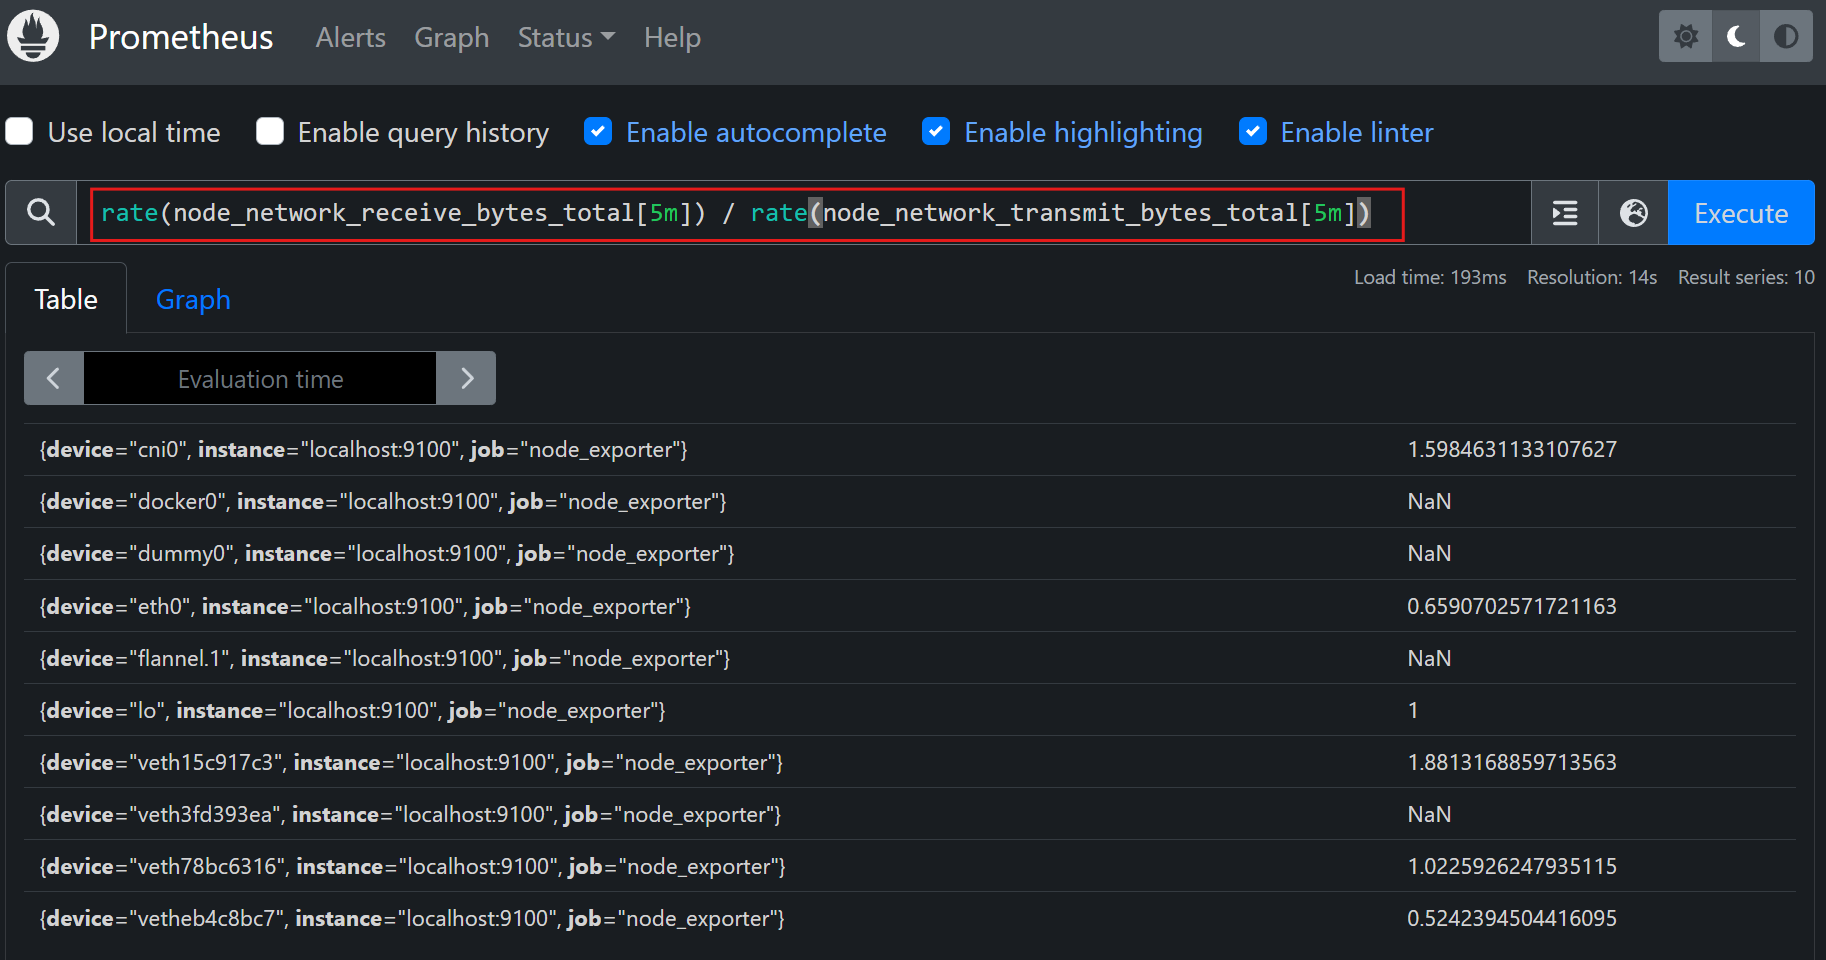 Prometheus Alerts Graph Status Help
Use local time Enable query history Enable autocomplete Enable highlighting Enable linter
rate(node_network_receive_bytes_total[5m]) / rate(node_network_transmit_bytes_total[5m]) Execute
Load time: 193ms Resolution: 14s Result series: 10
Table Graph
Evaluation time
{device="cni0", instance="localhost:9100", job="node_exporter"} 1.5984631133107627
{device="docker0", instance="localhost:9100", job="node_exporter"} NaN
{device="dummy0", instance="localhost:9100", job="node_exporter"} NaN
{device="eth0", instance="localhost:9100", job="node_exporter"} 0.6590702571721163
{device="flannel.1", instance="localhost:9100", job="node_exporter"} NaN
{device="lo", instance="localhost:9100", job="node_exporter"} 1
{device="veth15c917c3", instance="localhost:9100", job="node_exporter"} 1.8813168859713563
{device="veth3fd393ea", instance="localhost:9100", job="node_exporter"} NaN
{device="veth78bc6316", instance="localhost:9100", job="node_exporter"} 1.0225926247935115
{device="vetheb4c8bc7", instance="localhost:9100", job="node_exporter"} 0.5242394504416095